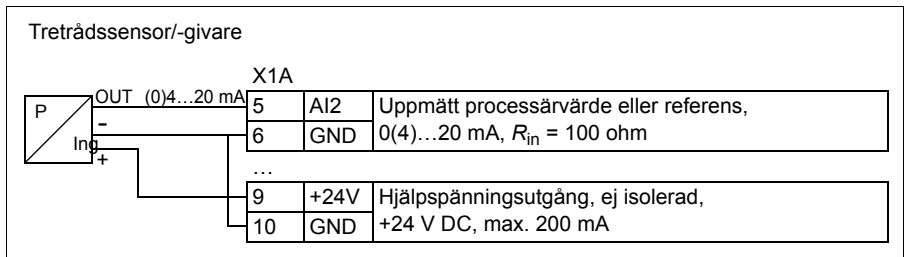 Tretrådssensor/-givare
X1A
OUT (0)4…20 mA
P
-
Ing
+
5 AI2 Uppmätt processärvärde eller referens,
6 GND 0(4)…20 mA, Rin = 100 ohm
…
9 +24V Hjälpspänningsutgång, ej isolerad,
10 GND +24 V DC, max. 200 mA